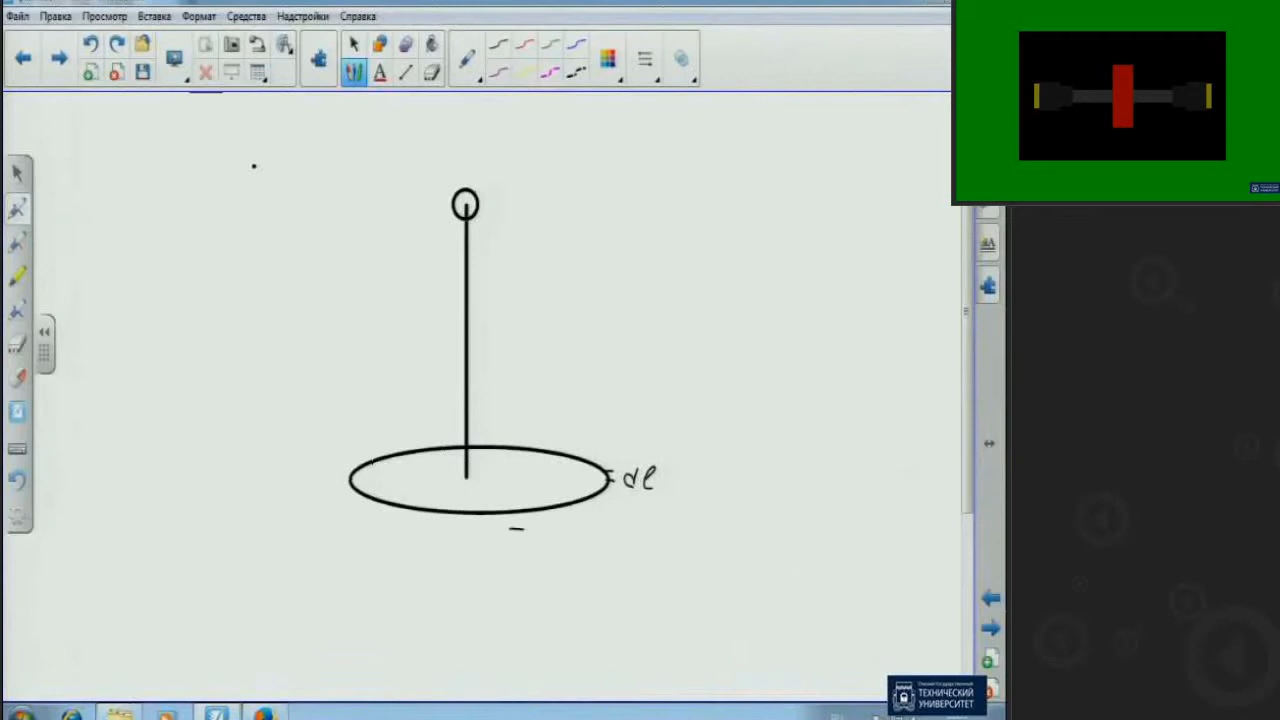 Файл Правка Просмотр Вставка Формат Средства Надстройки Справка
dl
ТЕХНИЧЕСКИЙ
УНИВЕРСИТЕТ